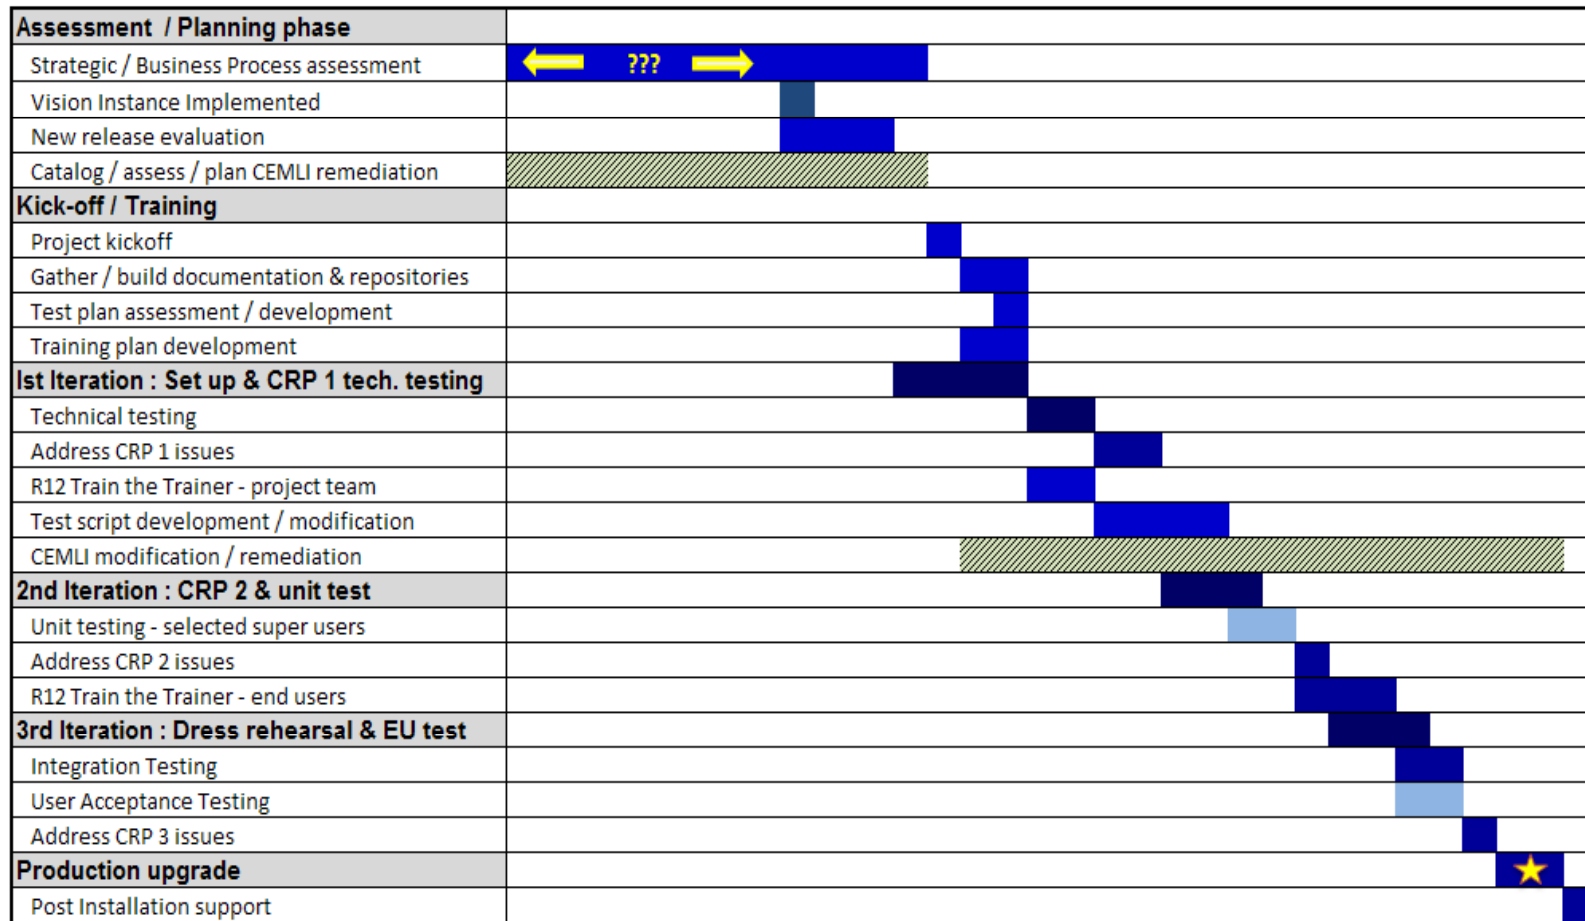 Assessment / Planning phase
Strategic / Business Process assessment ???
Vision Instance Implemented
New release evaluation
Catalog / assess / plan CEMLI remediation
Kick-off / Training
Project kickoff
Gather / build documentation & repositories
Test plan assessment / development
Training plan development
Ist Iteration : Set up & CRP 1 tech. testing
Technical testing
Address CRP 1 issues
R12 Train the Trainer - project team
Test script development / modification
CEMLI modification / remediation
2nd Iteration : CRP 2 & unit test
Unit testing - selected super users
Address CRP 2 issues
R12 Train the Trainer - end users
3rd Iteration : Dress rehearsal & EU test
Integration Testing
User Acceptance Testing
Address CRP 3 issues
Production upgrade
Post Installation support